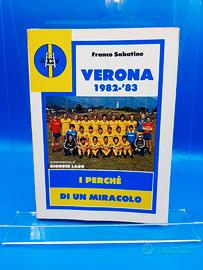 Franco Sabatino
VERONA
1982-'83
presentazione di
GIORGIO LAGO
I PERCHÉ
DI UN MIRACOLO